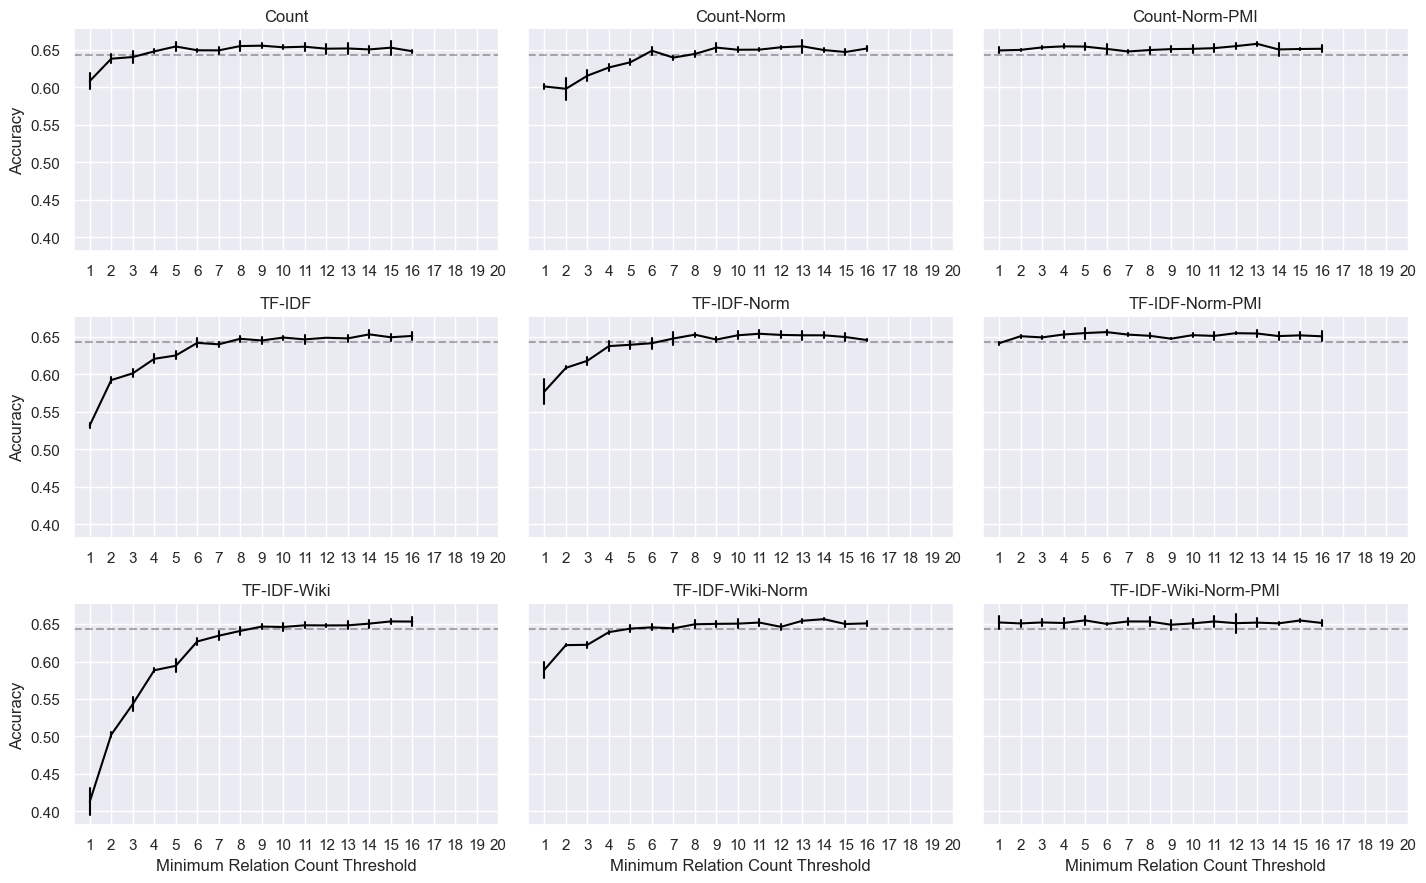 Count
Count-Norm
Count-Norm-PMI
Accuracy
0.65
0.60
0.55
0.50
0.45
0.40
1 2 3 4 5 6 7 8 9 10 11 12 13 14 15 16 17 18 19 20
1 2 3 4 5 6 7 8 9 10 11 12 13 14 15 16 17 18 19 20
1 2 3 4 5 6 7 8 9 10 11 12 13 14 15 16 17 18 19 20
TF-IDF
TF-IDF-Norm
TF-IDF-Norm-PMI
Accuracy
0.65
0.60
0.55
0.50
0.45
0.40
1 2 3 4 5 6 7 8 9 10 11 12 13 14 15 16 17 18 19 20
1 2 3 4 5 6 7 8 9 10 11 12 13 14 15 16 17 18 19 20
1 2 3 4 5 6 7 8 9 10 11 12 13 14 15 16 17 18 19 20
TF-IDF-Wiki
TF-IDF-Wiki-Norm
TF-IDF-Wiki-Norm-PMI
Accuracy
0.65
0.60
0.55
0.50
0.45
0.40
1 2 3 4 5 6 7 8 9 10 11 12 13 14 15 16 17 18 19 20
1 2 3 4 5 6 7 8 9 10 11 12 13 14 15 16 17 18 19 20
1 2 3 4 5 6 7 8 9 10 11 12 13 14 15 16 17 18 19 20
Minimum Relation Count Threshold
Minimum Relation Count Threshold
Minimum Relation Count Threshold